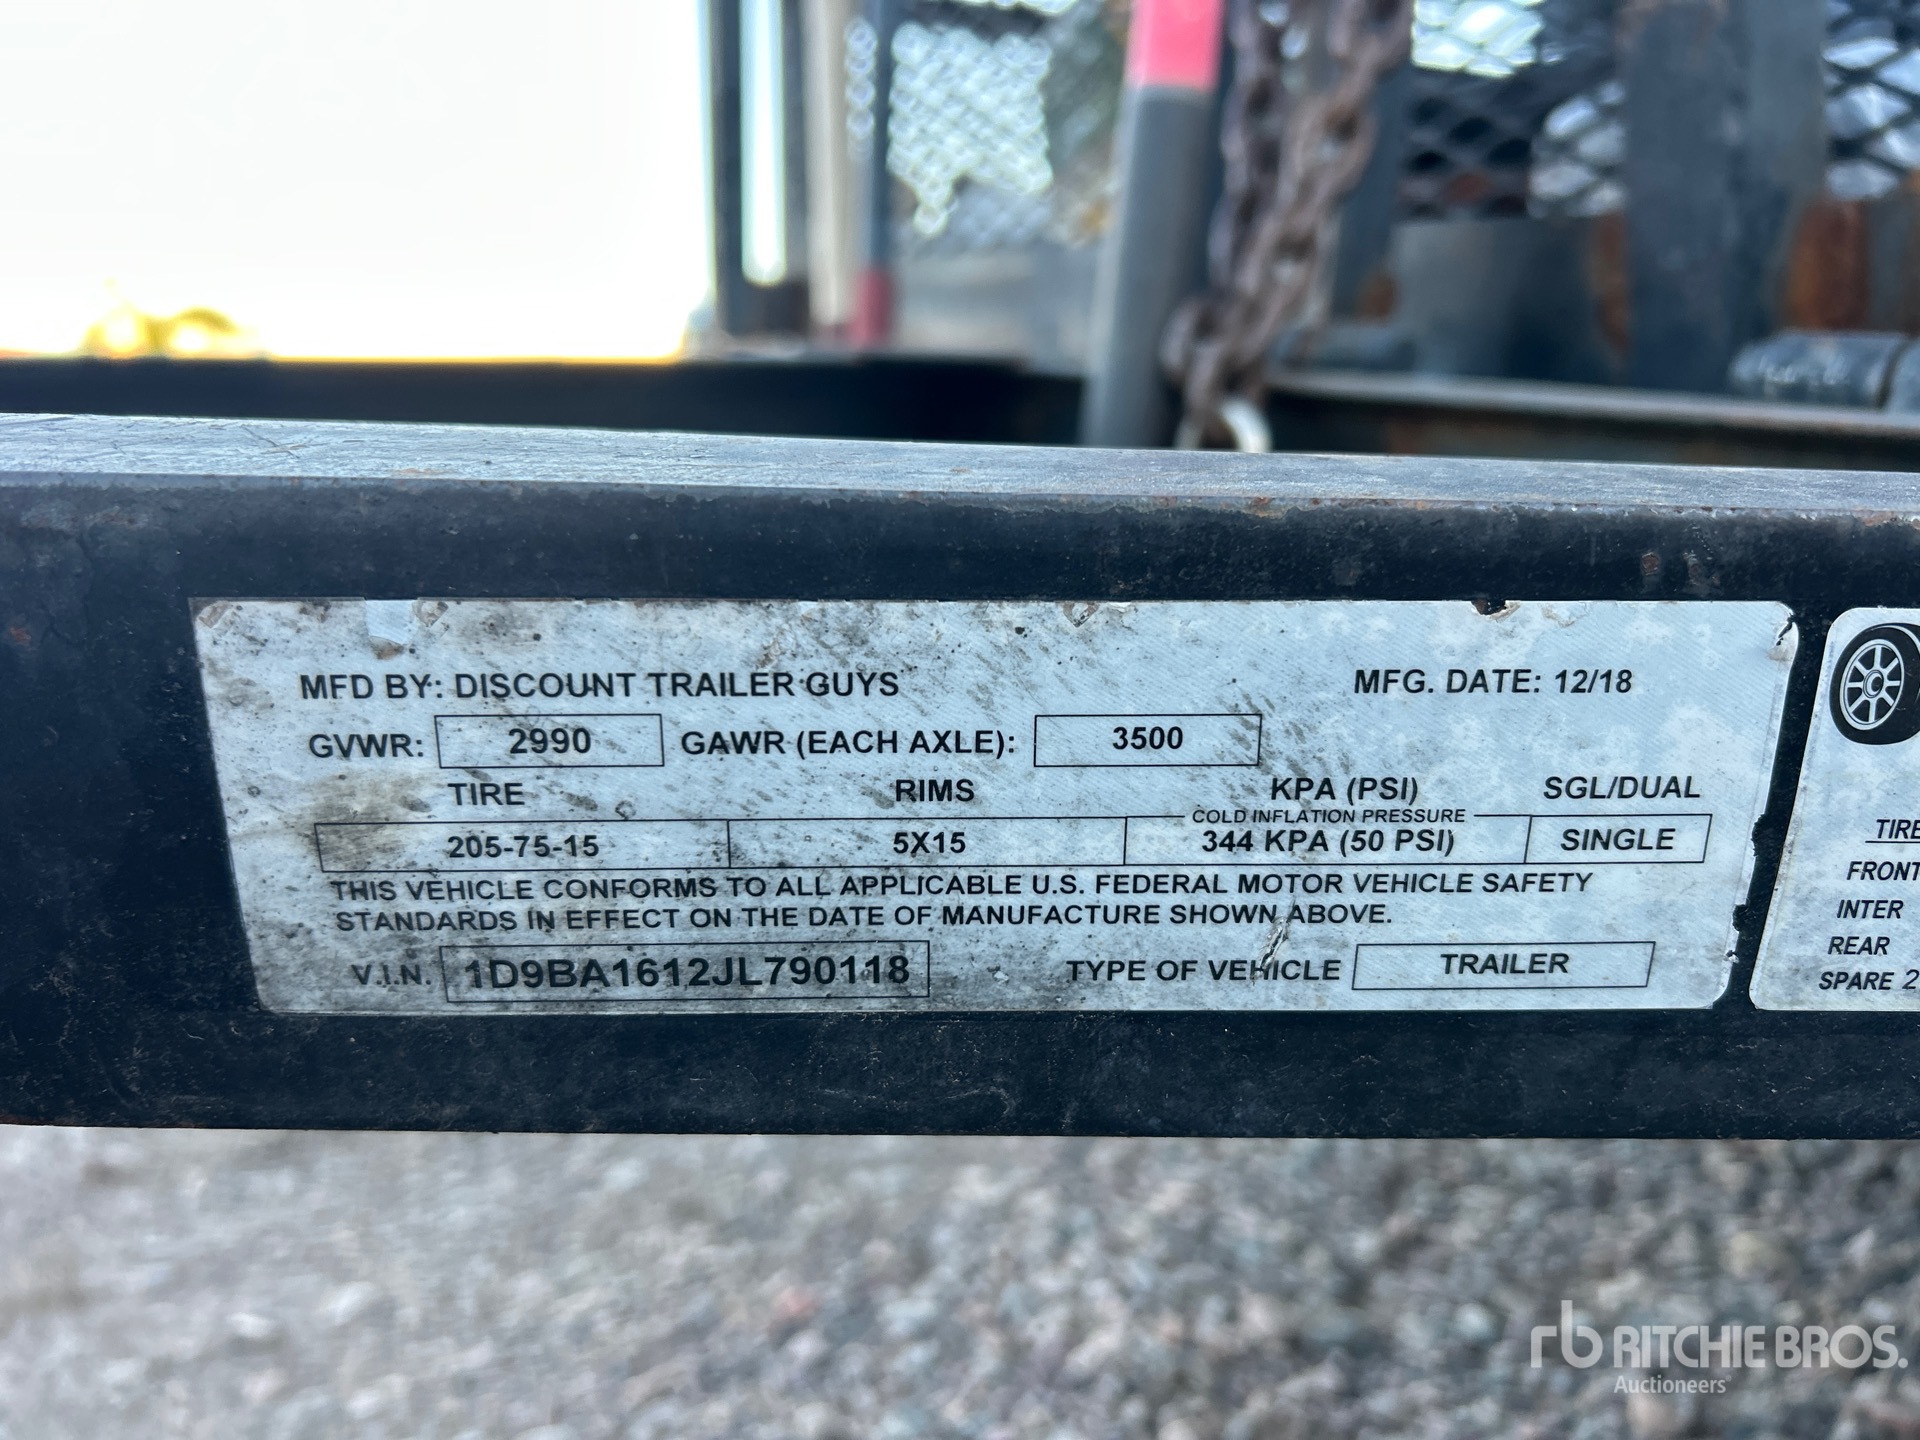 MFD BY: DISCOUNT TRAILER GUYS MFG. DATE: 12/18
GVWR: 2990 GAWR (EACH AXLE): 3500
TIRE RIMS KPA (PSI) SGL/DUAL
COLD INFLATION PRESSURE
205-75-15 5X15 344 KPA (50 PSI) SINGLE
THIS VEHICLE CONFORMS TO ALL APPLICABLE U.S. FEDERAL MOTOR VEHICLE SAFETY
STANDARDS IN EFFECT ON THE DATE OF MANUFACTURE SHOWN ABOVE.
V.I.N. 1D9BA1612JL790118 TYPE OF VEHICLE TRAILER
TIRE
FRONT
INTER
REAR
SPARE 2
rb RITCHIE BROS.
Auctioneers